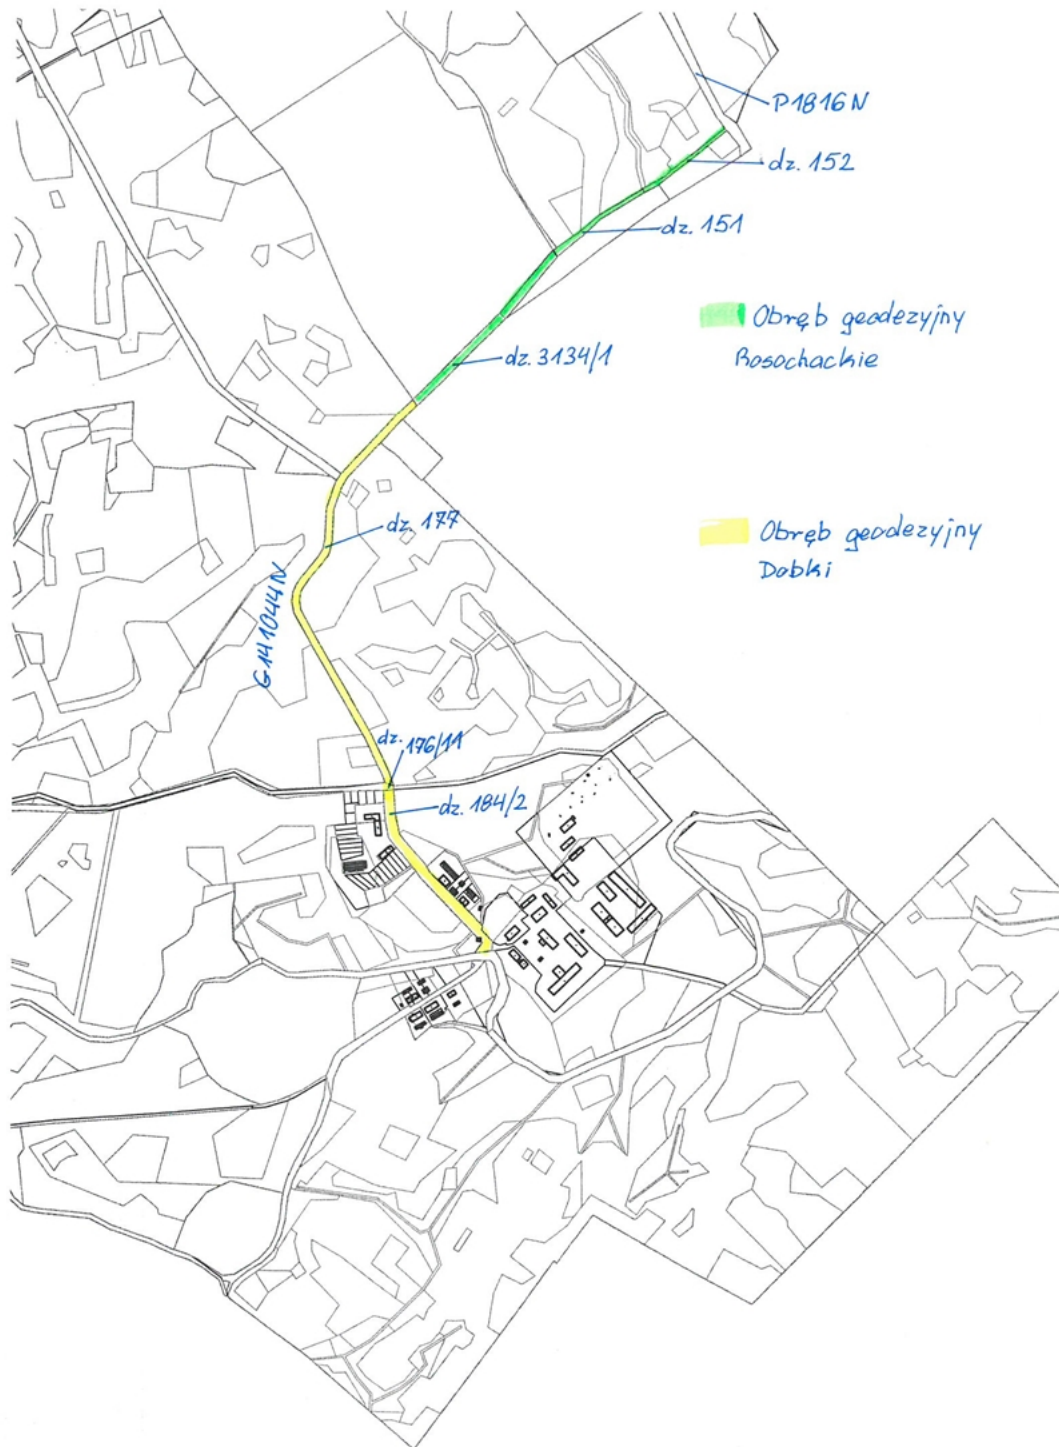 P1816N
dz. 152
dz. 151
Obręb geodezyjny
Rosochackie
dz. 3134/1
dz. 177
Obręb geodezyjny
Dobki
G141044N
dz. 176/11
dz. 184/2